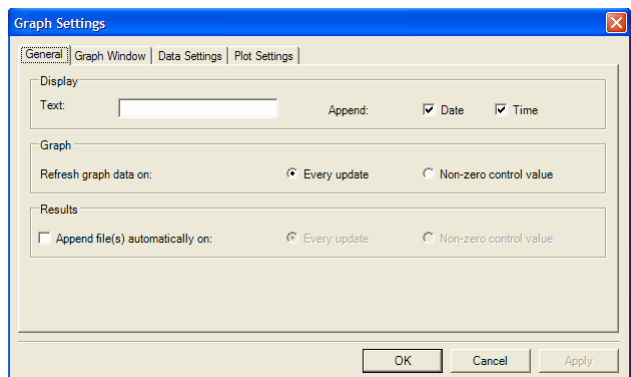 Graph Settings
General Graph Window Data Settings Plot Settings
Display
Text: Append: Date Time
Graph
Refresh graph data on: Every update Non-zero control value
Results
Append file(s) automatically on: Every update Non-zero control value
OK Cancel Apply